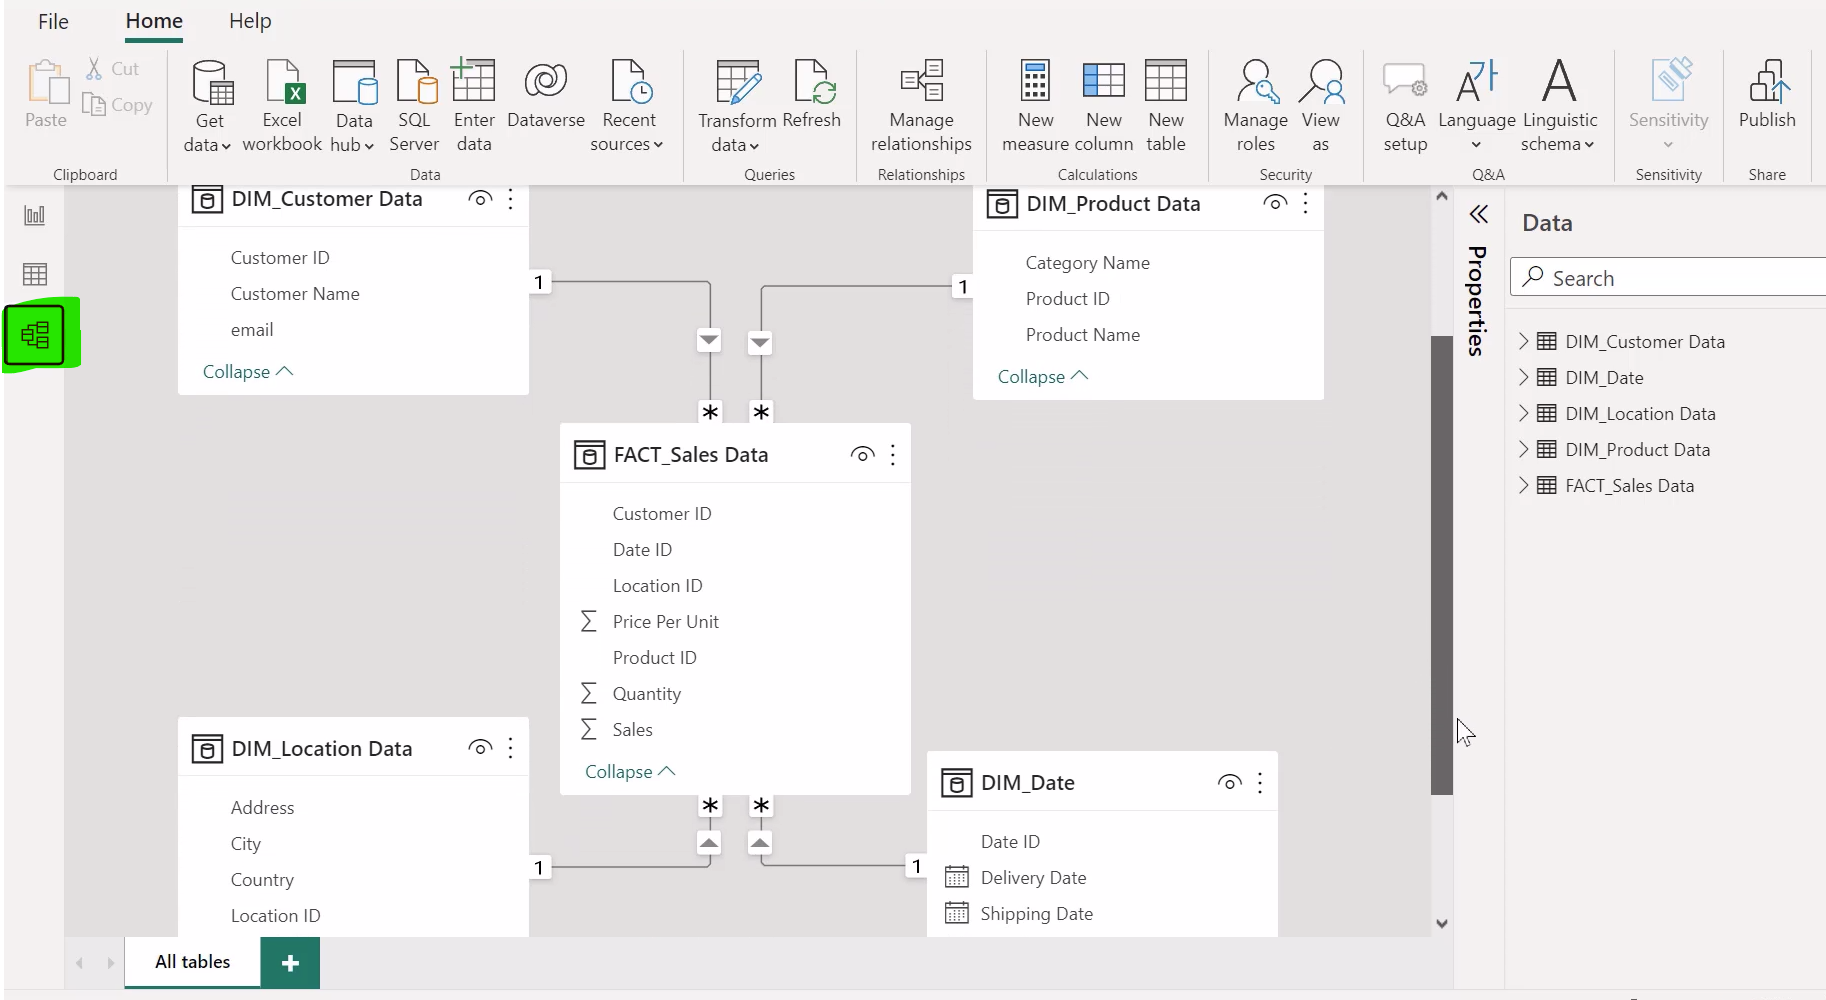 File Home Help
Paste
Cut
Copy
Clipboard
Get data
Excel workbook
Data hub
SQL Server
Enter data
Dataverse
Recent sources
Data
Transform data
Refresh
Queries
Manage relationships
Relationships
New measure
New column
New table
Calculations
Manage roles
View as
Security
Q&A setup
Language
Linguistic schema
Q&A
Sensitivity
Sensitivity
Publish
Share
DIM_Customer Data
Customer ID
Customer Name
email
Collapse
1
*
DIM_Product Data
Category Name
Product ID
Product Name
Collapse
1
*
FACT_Sales Data
Customer ID
Date ID
Location ID
Σ Price Per Unit
Product ID
Σ Quantity
Σ Sales
Collapse
*
*
DIM_Location Data
Address
City
Country
Location ID
1
DIM_Date
Date ID
Delivery Date
Shipping Date
1
All tables
+
Properties
Data
Search
DIM_Customer Data
DIM_Date
DIM_Location Data
DIM_Product Data
FACT_Sales Data